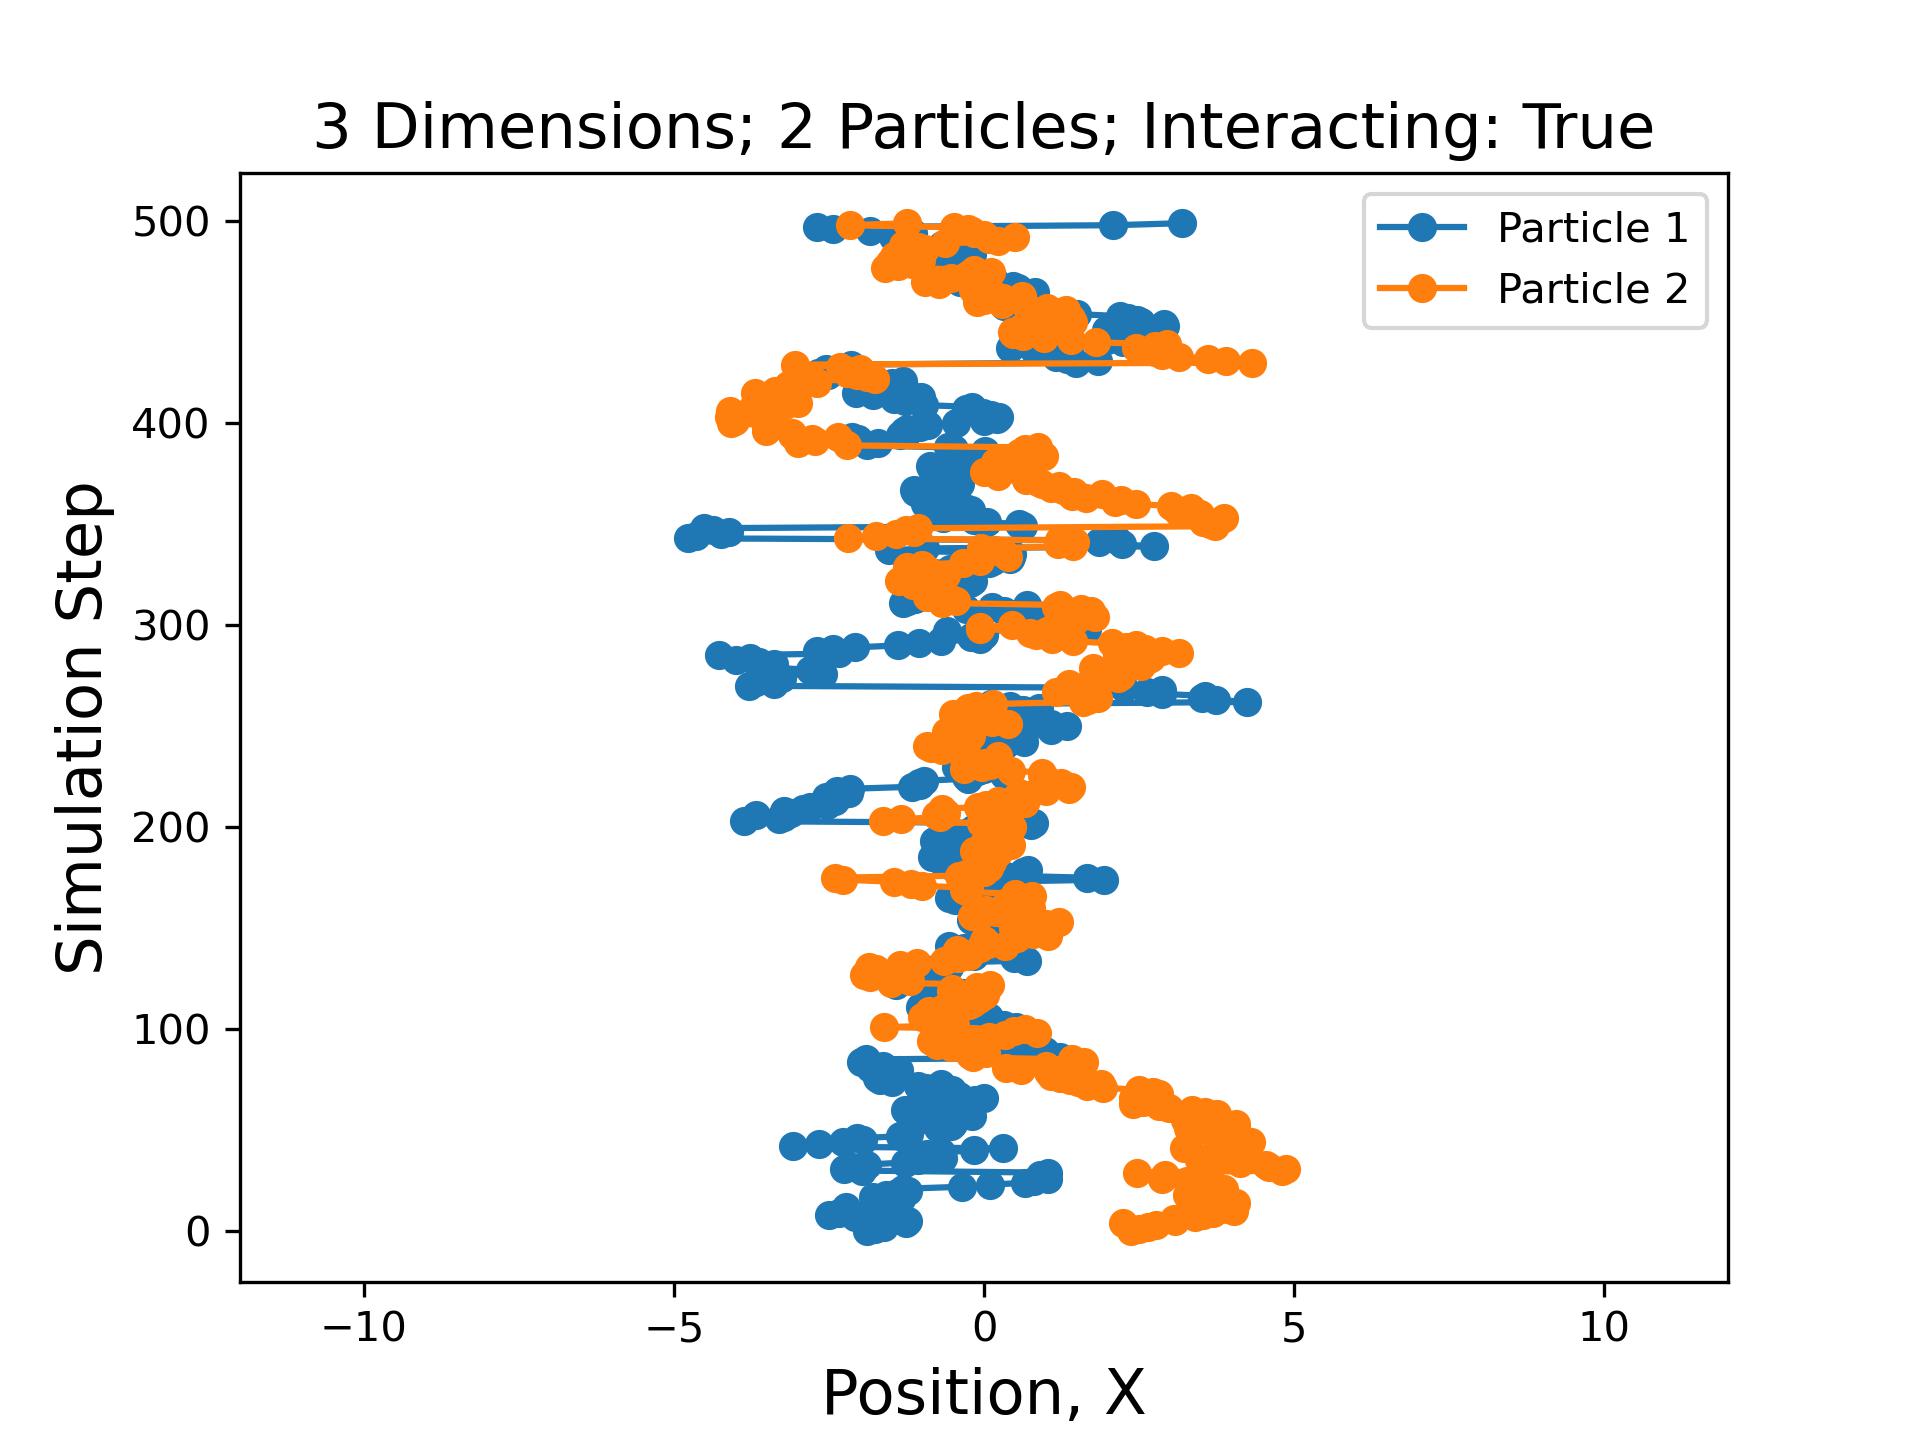 3 Dimensions; 2 Particles; Interacting: True
Particle 1
Particle 2
Simulation Step
500
400
300
200
100
0
−10
−5
0
5
10
Position, X